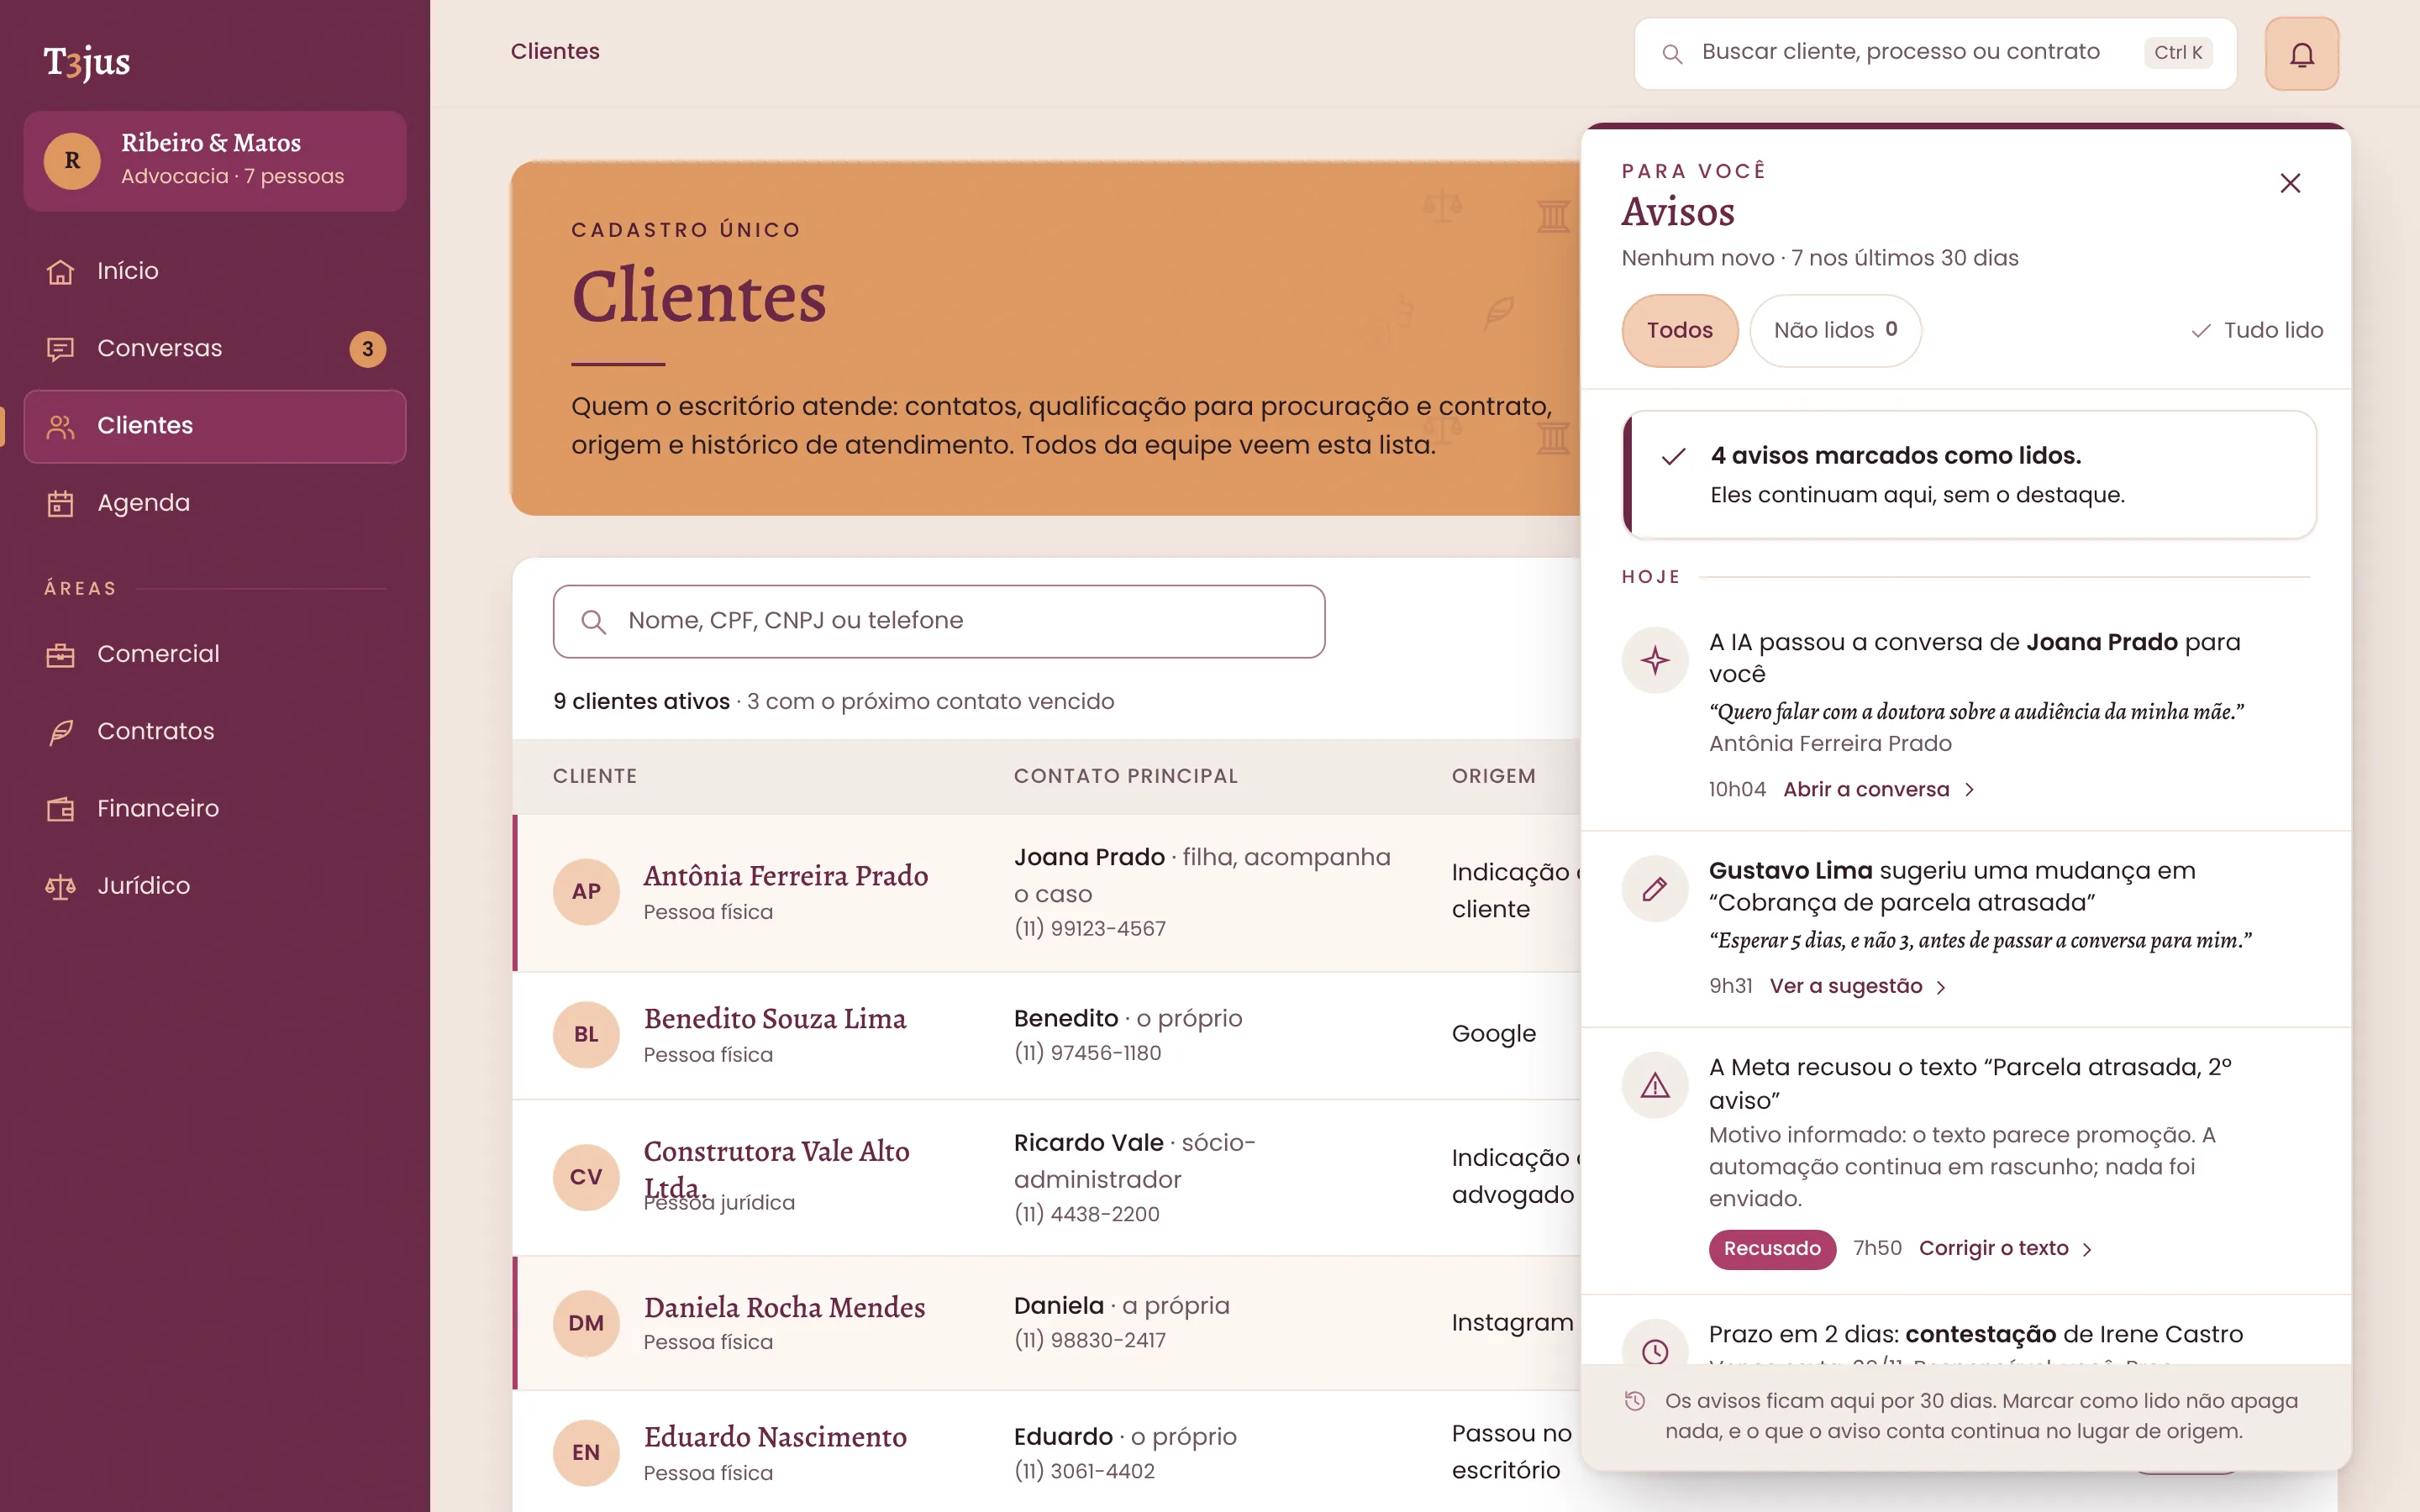 T3jus
R
Ribeiro & Matos
Advocacia · 7 pessoas
Início
Conversas 3
Clientes
Agenda
ÁREAS
Comercial
Contratos
Financeiro
Jurídico
Clientes
Buscar cliente, processo ou contrato Ctrl K
CADASTRO ÚNICO
Clientes
Quem o escritório atende: contatos, qualificação para procuração e contrato,
origem e histórico de atendimento. Todos da equipe veem esta lista.
Nome, CPF, CNPJ ou telefone
9 clientes ativos · 3 com o próximo contato vencido
CLIENTE CONTATO PRINCIPAL ORIGEM
AP
Antônia Ferreira Prado
Pessoa física
Joana Prado · filha, acompanha
o caso
(11) 99123-4567
Indicação
cliente
BL
Benedito Souza Lima
Pessoa física
Benedito · o próprio
(11) 97456-1180
Google
CV
Construtora Vale Alto
Ltda.
Pessoa jurídica
Ricardo Vale · sócio-
administrador
(11) 4438-2200
Indicação
advogado
DM
Daniela Rocha Mendes
Pessoa física
Daniela · a própria
(11) 98830-2417
Instagram
EN
Eduardo Nascimento
Pessoa física
Eduardo · o próprio
(11) 3061-4402
Passou no
escritório
PARA VOCÊ
Avisos
Nenhum novo · 7 nos últimos 30 dias
Todos Não lidos 0 Tudo lido
4 avisos marcados como lidos.
Eles continuam aqui, sem o destaque.
HOJE
A IA passou a conversa de Joana Prado para
você
“Quero falar com a doutora sobre a audiência da minha mãe.”
Antônia Ferreira Prado
10h04 Abrir a conversa
Gustavo Lima sugeriu uma mudança em
“Cobrança de parcela atrasada”
“Esperar 5 dias, e não 3, antes de passar a conversa para mim.”
9h31 Ver a sugestão
A Meta recusou o texto “Parcela atrasada, 2º
aviso”
Motivo informado: o texto parece promoção. A
automação continua em rascunho; nada foi
enviado.
Recusado 7h50 Corrigir o texto
Prazo em 2 dias: contestação de Irene Castro
Os avisos ficam aqui por 30 dias. Marcar como lido não apaga
nada, e o que o aviso conta continua no lugar de origem.